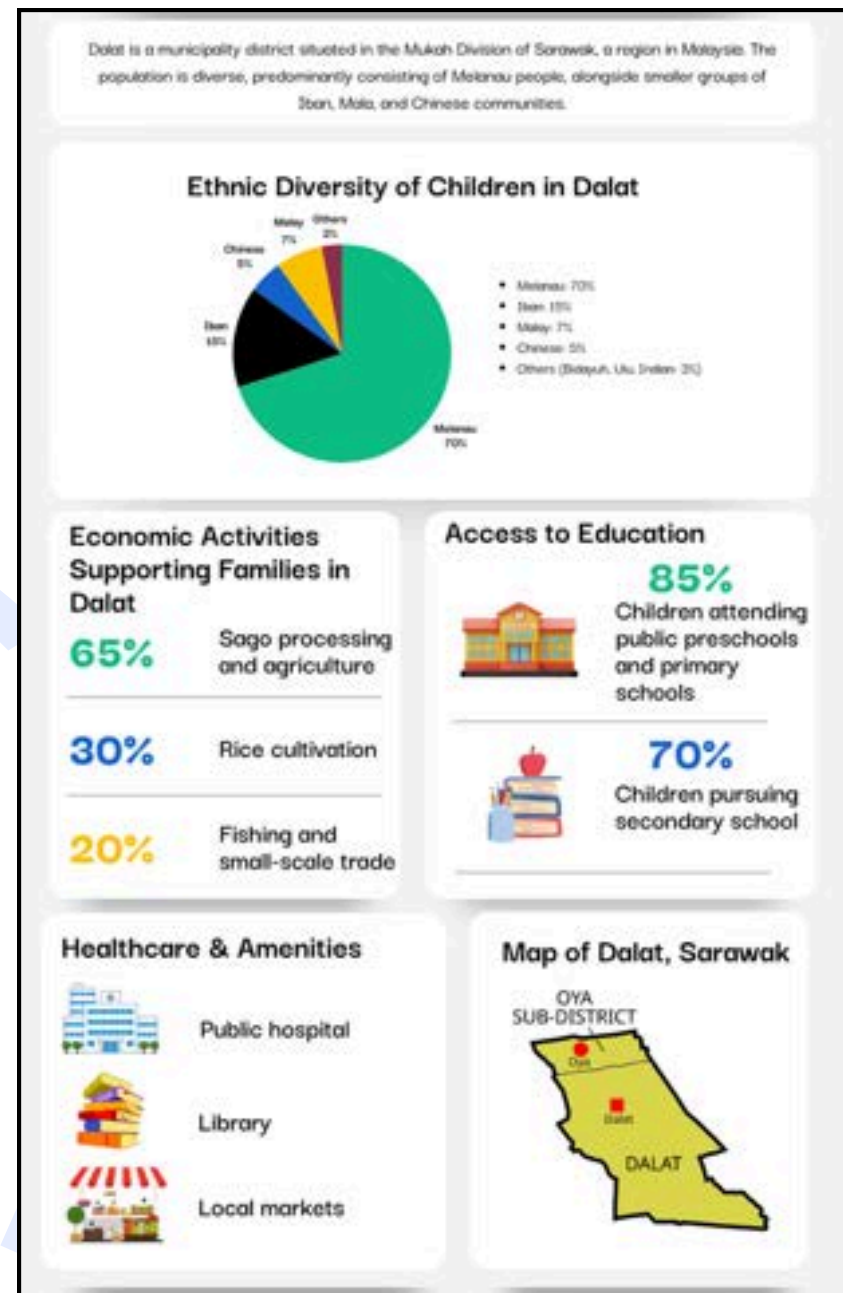 Dalat is a municipality district situated in the Mukah Division of Sarawak, a region in Malaysia. The
population is diverse, predominantly consisting of Melanau people, alongside smaller groups of
Iban, Mala, and Chinese communities.
Ethnic Diversity of Children in Dalat
Malay
7%
Others
3%
Chinese
5%
Iban
15%
Melanau
70%
• Melanau: 70%
• Iban: 15%
• Malay: 7%
• Chinese: 5%
• Others (Bidayuh, Ulu, Indian: 3%)
Economic Activities
Supporting Families in
Dalat
65%
Sago processing
and agriculture
30%
Rice cultivation
20%
Fishing and
small-scale trade
Access to Education
85%
Children attending
public preschools
and primary
schools
70%
Children pursuing
secondary school
Healthcare & Amenities
Public hospital
Library
Local markets
Map of Dalat, Sarawak
OYA
SUB-DISTRICT
Oya
Dalat
DALAT